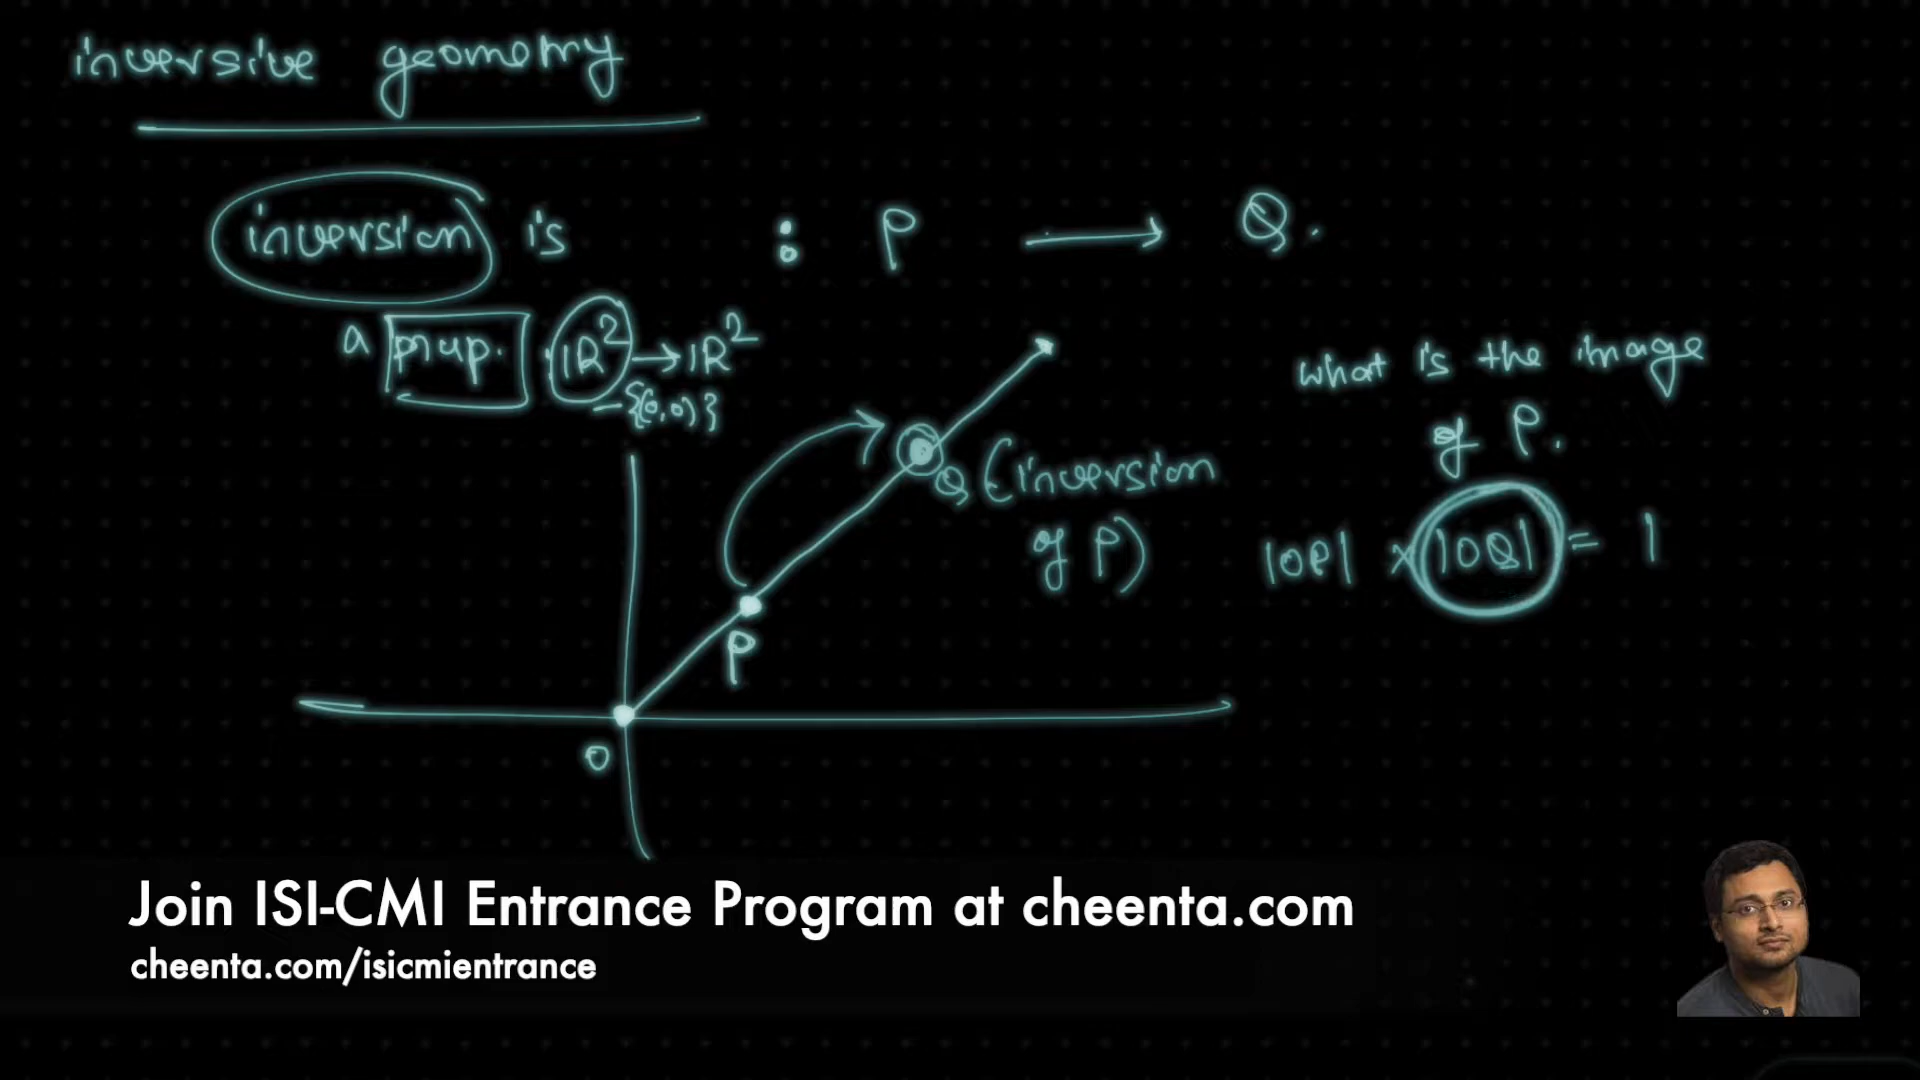 inversive geometry
inversion is : P → Q.
a map. IR² → IR²
- {(0,0)}
what is the image
of P.
Q (inversion
of P)
|OP| × |OQ| = 1
P
O
Join ISI-CMI Entrance Program at cheenta.com
cheenta.com/isicmientrance